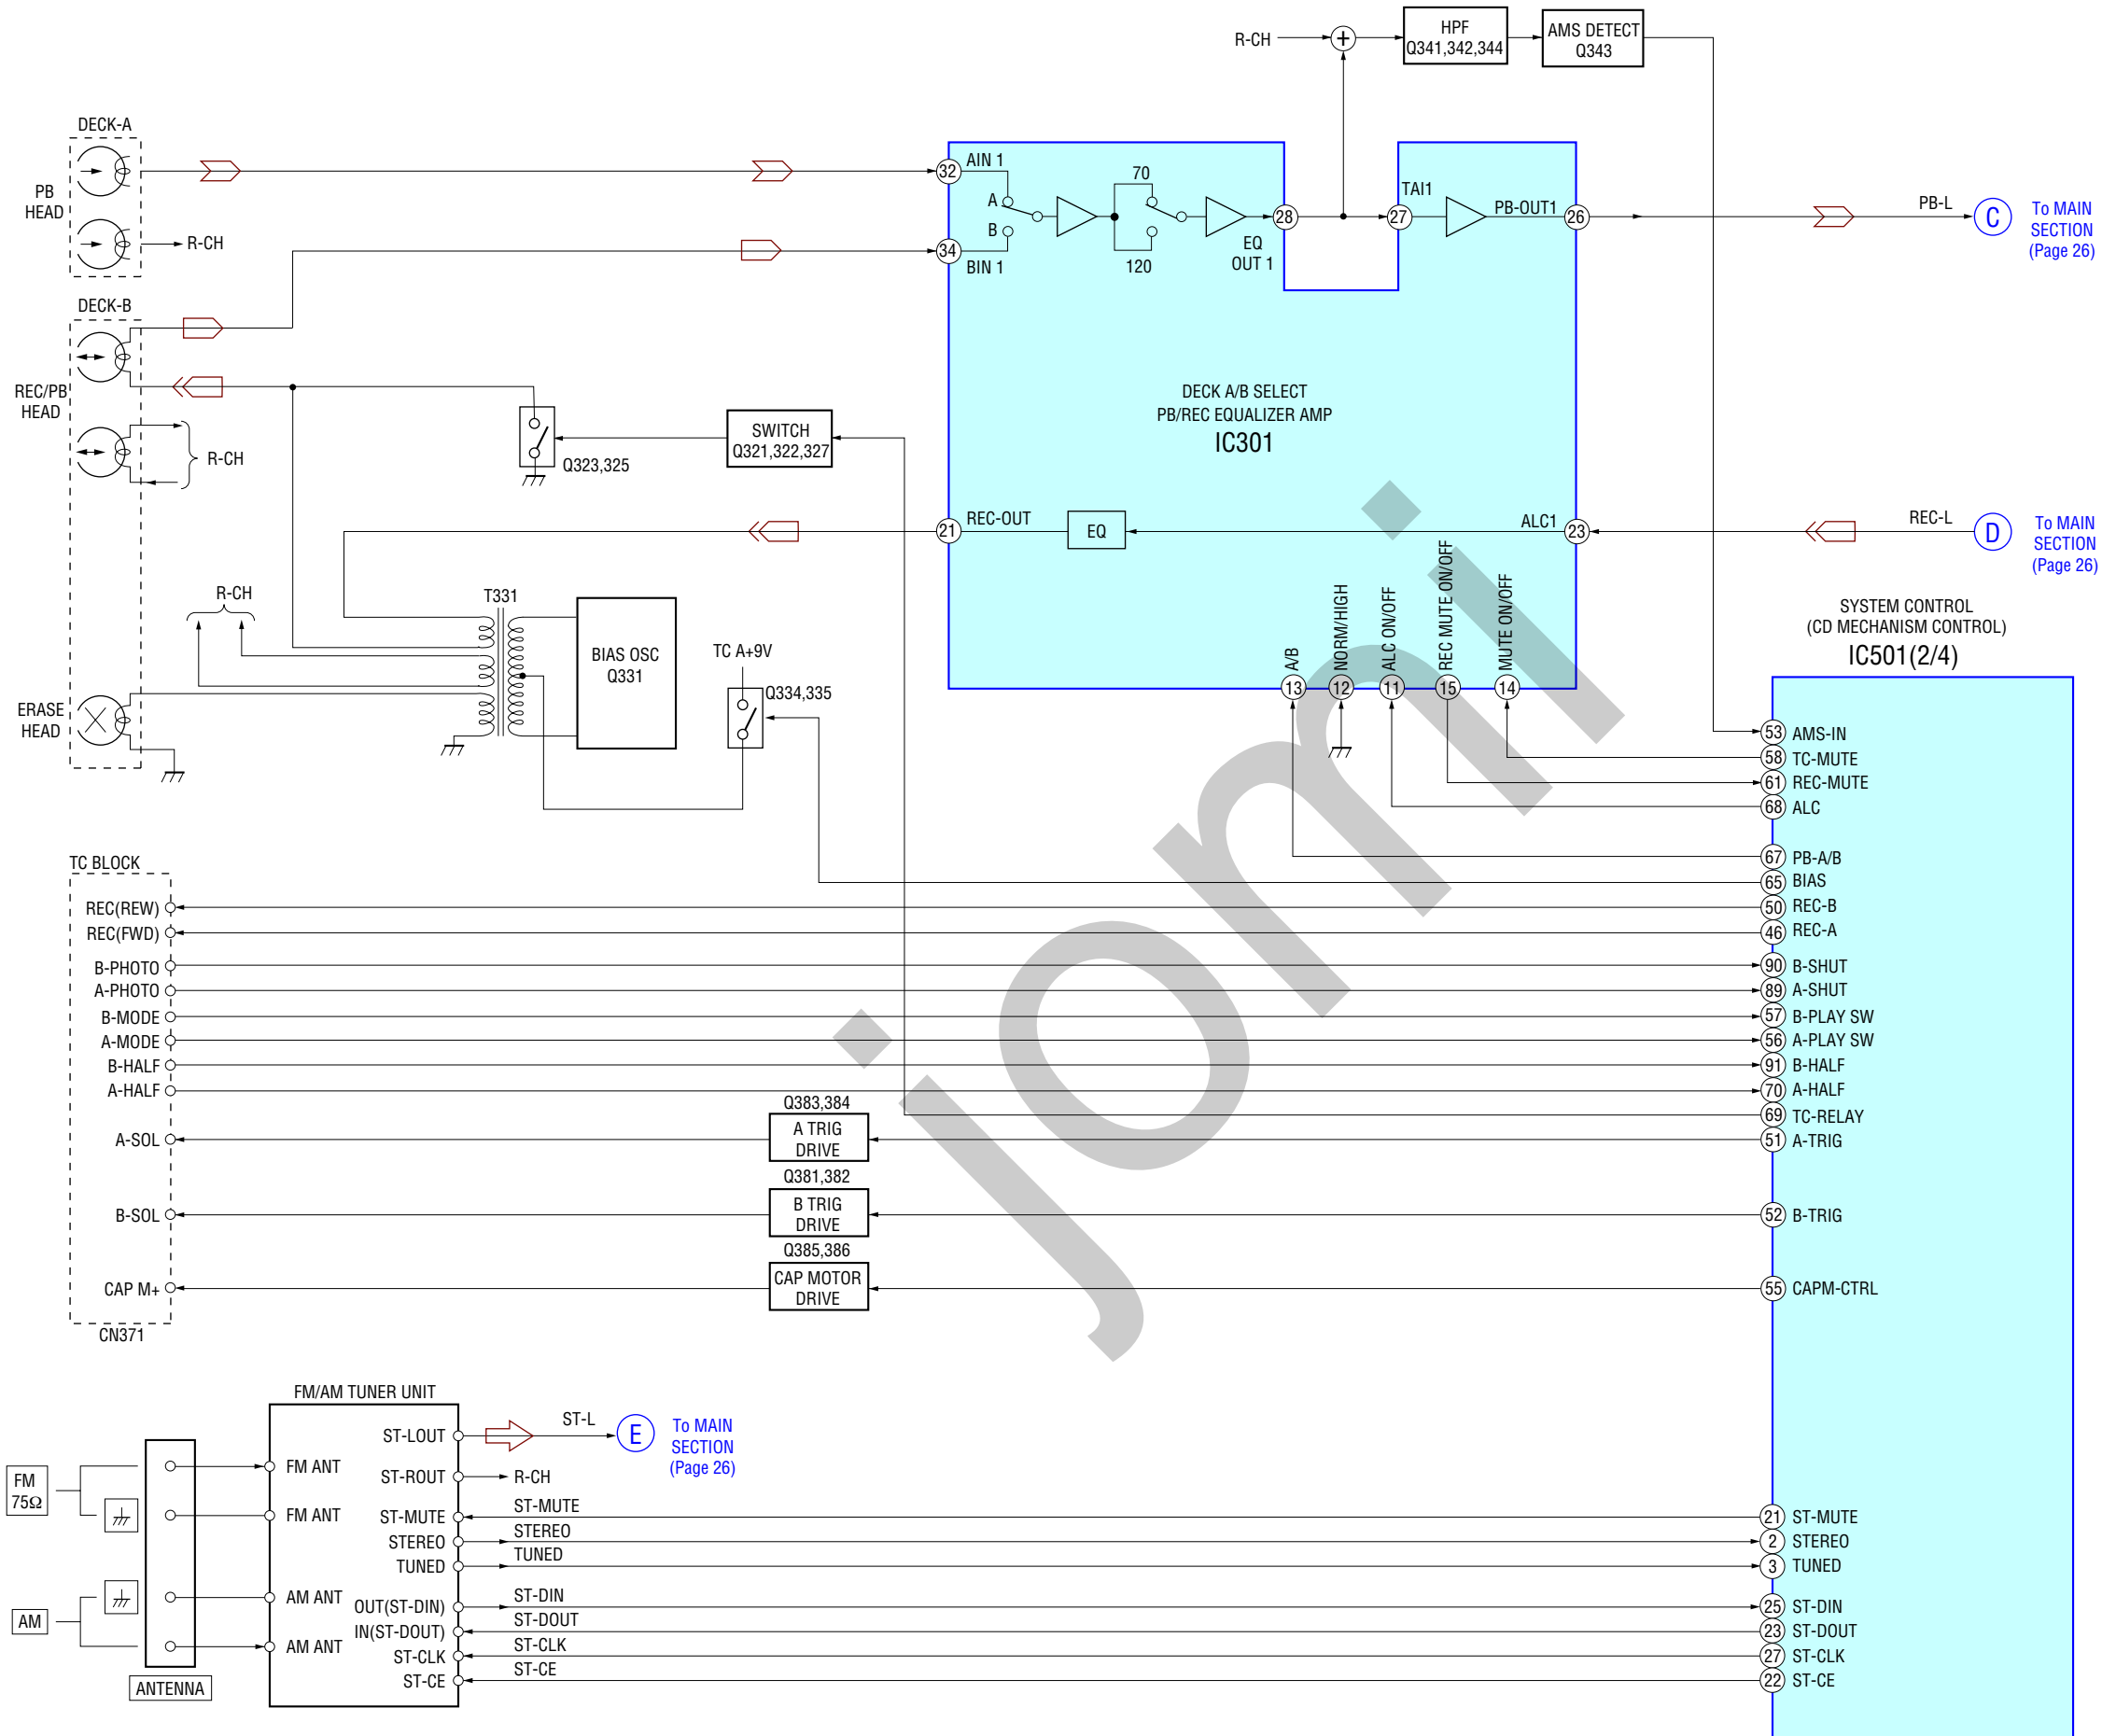 R-CH
HPF
Q341,342,344
AMS DETECT
Q343
DECK-A
PB
HEAD
R-CH
32
AIN 1
A
B
34
BIN 1
70
120
28
EQ
OUT 1
TAI1
27
PB-OUT1
26
PB-L
C
To MAIN
SECTION
(Page 26)
DECK-B
REC/PB
HEAD
R-CH
Q323,325
SWITCH
Q321,322,327
DECK A/B SELECT
PB/REC EQUALIZER AMP
IC301
21
REC-OUT
EQ
ALC1
23
REC-L
D
To MAIN
SECTION
(Page 26)
R-CH
T331
BIAS OSC
Q331
TC A+9V
Q334,335
ERASE
HEAD
A/B
NORM/HIGH
ALC ON/OFF
REC MUTE ON/OFF
MUTE ON/OFF
13
12
11
15
14
SYSTEM CONTROL
(CD MECHANISM CONTROL)
IC501(2/4)
53 AMS-IN
58 TC-MUTE
61 REC-MUTE
68 ALC
67 PB-A/B
65 BIAS
50 REC-B
46 REC-A
90 B-SHUT
89 A-SHUT
57 B-PLAY SW
56 A-PLAY SW
91 B-HALF
70 A-HALF
69 TC-RELAY
51 A-TRIG
52 B-TRIG
55 CAPM-CTRL
TC BLOCK
REC(REW)
REC(FWD)
B-PHOTO
A-PHOTO
B-MODE
A-MODE
B-HALF
A-HALF
A-SOL
B-SOL
CAP M+
CN371
Q383,384
A TRIG
DRIVE
Q381,382
B TRIG
DRIVE
Q385,386
CAP MOTOR
DRIVE
jomi
FM/AM TUNER UNIT
FM
75Ω
AM
ANTENNA
FM ANT
FM ANT
AM ANT
AM ANT
ST-LOUT
ST-ROUT
ST-MUTE
STEREO
TUNED
OUT(ST-DIN)
IN(ST-DOUT)
ST-CLK
ST-CE
ST-L
E
To MAIN
SECTION
(Page 26)
R-CH
ST-MUTE
STEREO
TUNED
ST-DIN
ST-DOUT
ST-CLK
ST-CE
21 ST-MUTE
2 STEREO
3 TUNED
25 ST-DIN
23 ST-DOUT
27 ST-CLK
22 ST-CE